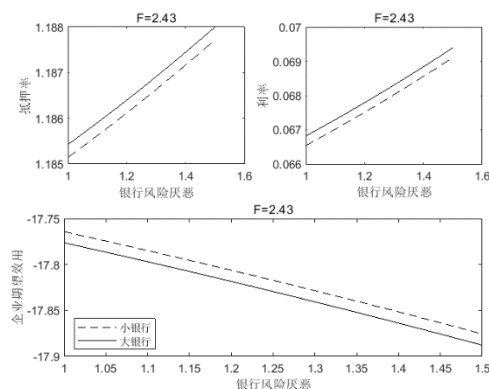 F=2.43
1.188
1.187
1.186
1.185
抵押率
1 1.2 1.4 1.6
银行风险厌恶
F=2.43
0.07
0.069
0.068
0.067
0.066
利率
1 1.2 1.4 1.6
银行风险厌恶
F=2.43
-17.75
-17.8
-17.85
-17.9
企业期望效用
小银行
大银行
1 1.05 1.1 1.15 1.2 1.25 1.3 1.35 1.4 1.45 1.5
银行风险厌恶